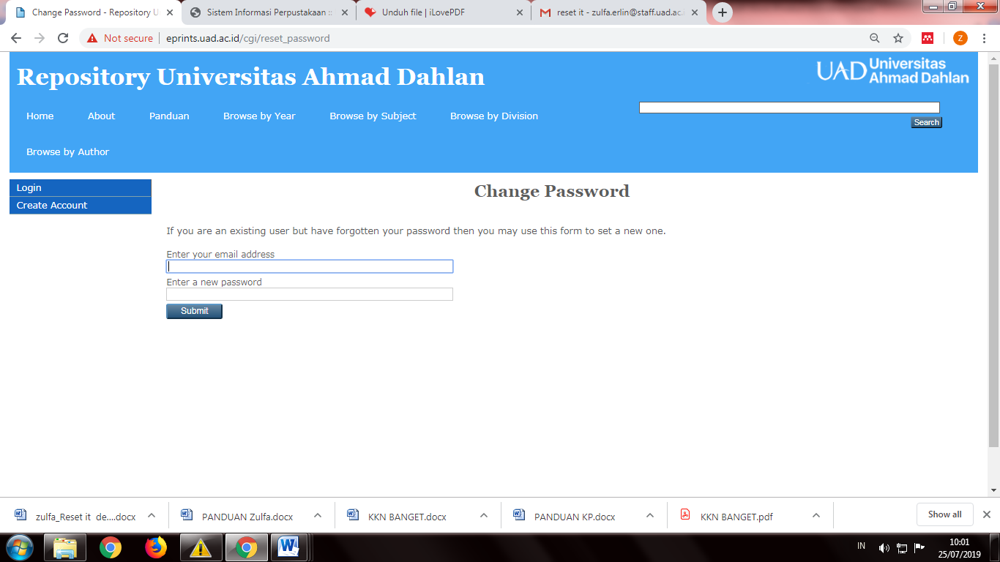 Change Password - Repository U
Sistem Informasi Perpustakaan ::
Unduh file | iLovePDF
reset it - zulfa.erlin@staff.uad.ac.
Not secure
eprints.uad.ac.id/cgi/reset_password
Z
Repository Universitas Ahmad Dahlan
UAD Universitas
Ahmad Dahlan
Home About Panduan Browse by Year Browse by Subject Browse by Division
Search
Browse by Author
Login
Create Account
Change Password
If you are an existing user but have forgotten your password then you may use this form to set a new one.
Enter your email address
Enter a new password
Submit
zulfa_Reset it de....docx
PANDUAN Zulfa.docx
KKN BANGET.docx
PANDUAN KP.docx
KKN BANGET.pdf
Show all
IN
10:01
25/07/2019